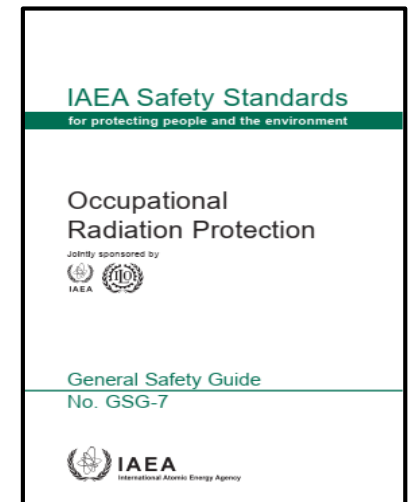 IAEA Safety Standards
for protecting people and the environment
Occupational
Radiation Protection
Jointly sponsored by
IAEA ILO
General Safety Guide
No. GSG-7
IAEA
International Atomic Energy Agency